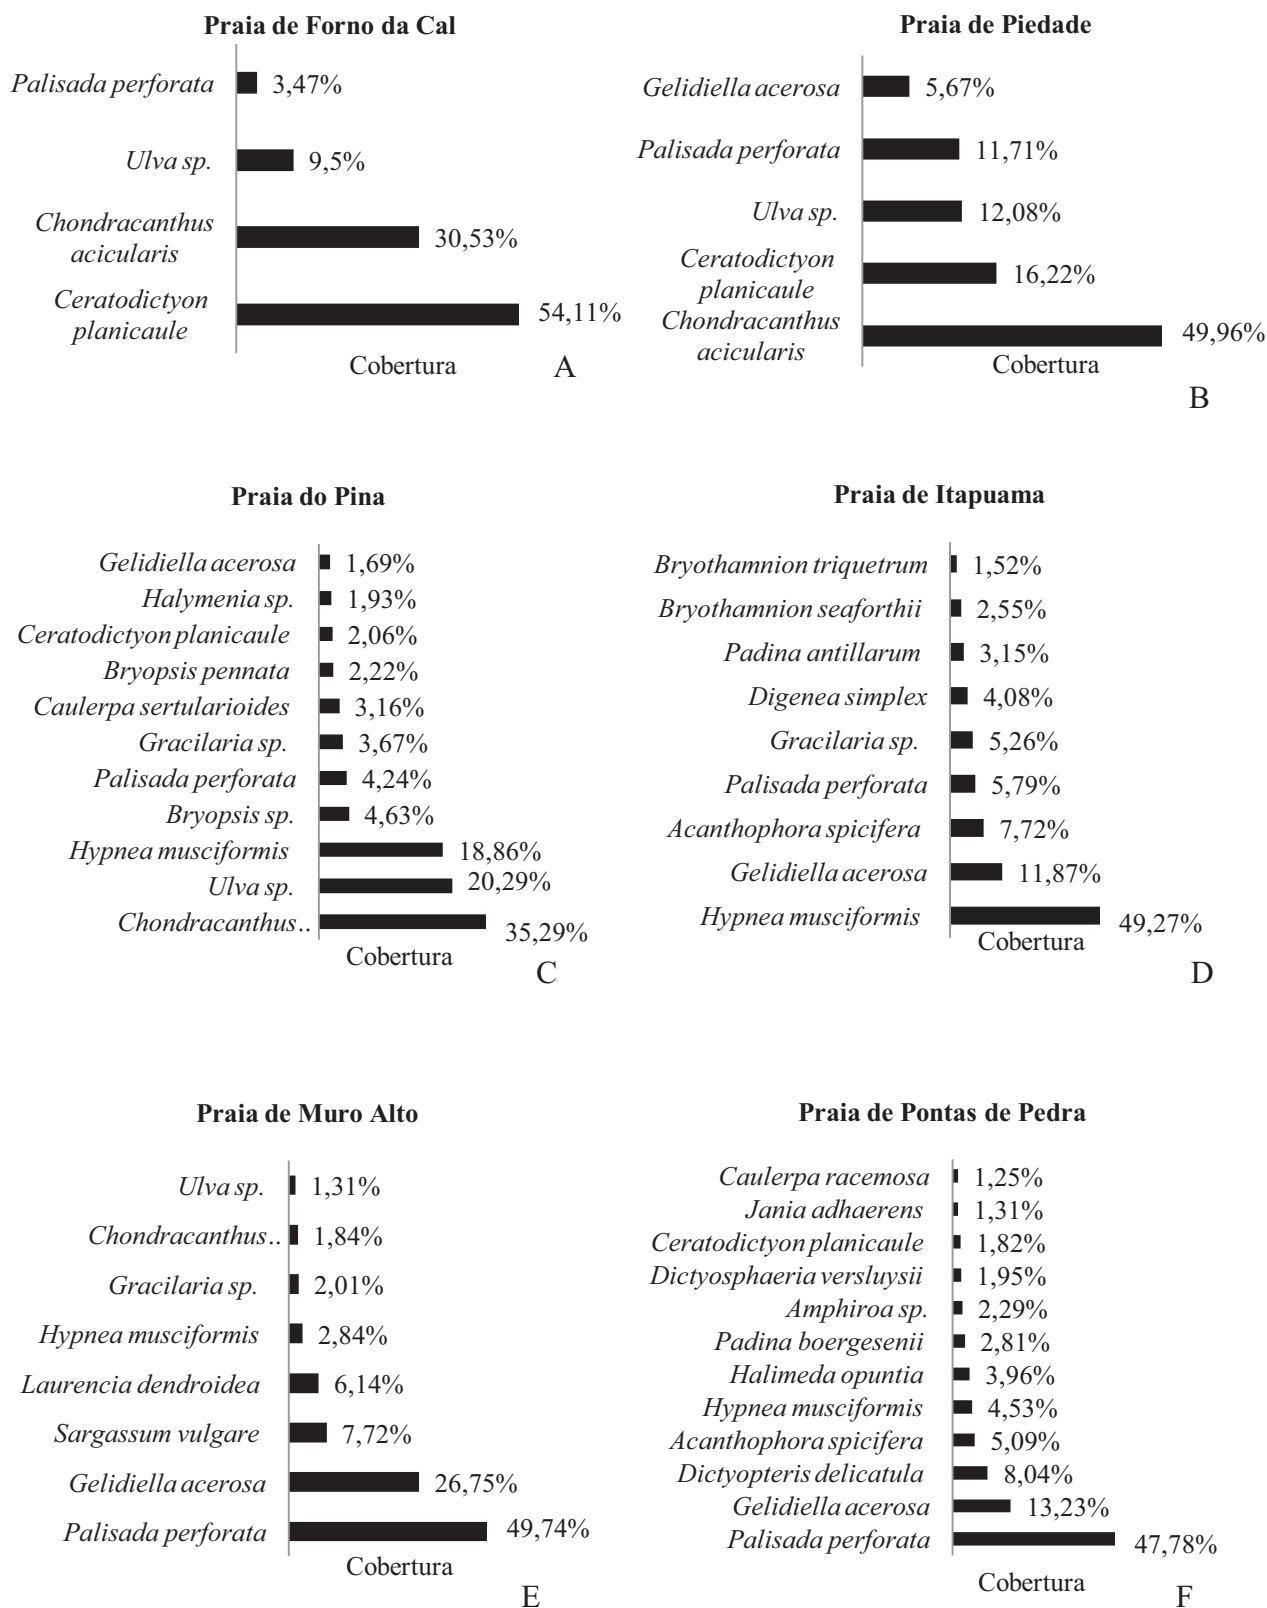 Praia de Forno da Cal
Palisada perforata 3,47%
Ulva sp. 9,5%
Chondracanthus
acicularis 30,53%
Ceratodictyon
planicaule 54,11%
Cobertura
A
Praia de Piedade
Gelidiella acerosa 5,67%
Palisada perforata 11,71%
Ulva sp. 12,08%
Ceratodictyon
planicaule 16,22%
Chondracanthus
acicularis 49,96%
Cobertura
B
Praia do Pina
Gelidiella acerosa 1,69%
Halymenia sp. 1,93%
Ceratodictyon planicaule 2,06%
Bryopsis pennata 2,22%
Caulerpa sertularioides 3,16%
Gracilaria sp. 3,67%
Palisada perforata 4,24%
Bryopsis sp. 4,63%
Hypnea musciformis 18,86%
Ulva sp. 20,29%
Chondracanthus.. 35,29%
Cobertura
C
Praia de Itapuama
Bryothamnion triquetrum 1,52%
Bryothamnion seaforthii 2,55%
Padina antillarum 3,15%
Digenea simplex 4,08%
Gracilaria sp. 5,26%
Palisada perforata 5,79%
Acanthophora spicifera 7,72%
Gelidiella acerosa 11,87%
Hypnea musciformis 49,27%
Cobertura
D
Praia de Muro Alto
Ulva sp. 1,31%
Chondracanthus.. 1,84%
Gracilaria sp. 2,01%
Hypnea musciformis 2,84%
Laurencia dendroidea 6,14%
Sargassum vulgare 7,72%
Gelidiella acerosa 26,75%
Palisada perforata 49,74%
Cobertura
E
Praia de Pontas de Pedra
Caulerpa racemosa 1,25%
Jania adhaerens 1,31%
Ceratodictyon planicaule 1,82%
Dictyosphaeria versluysii 1,95%
Amphiroa sp. 2,29%
Padina boergesenii 2,81%
Halimeda opuntia 3,96%
Hypnea musciformis 4,53%
Acanthophora spicifera 5,09%
Dictyopteris delicatula 8,04%
Gelidiella acerosa 13,23%
Palisada perforata 47,78%
Cobertura
F